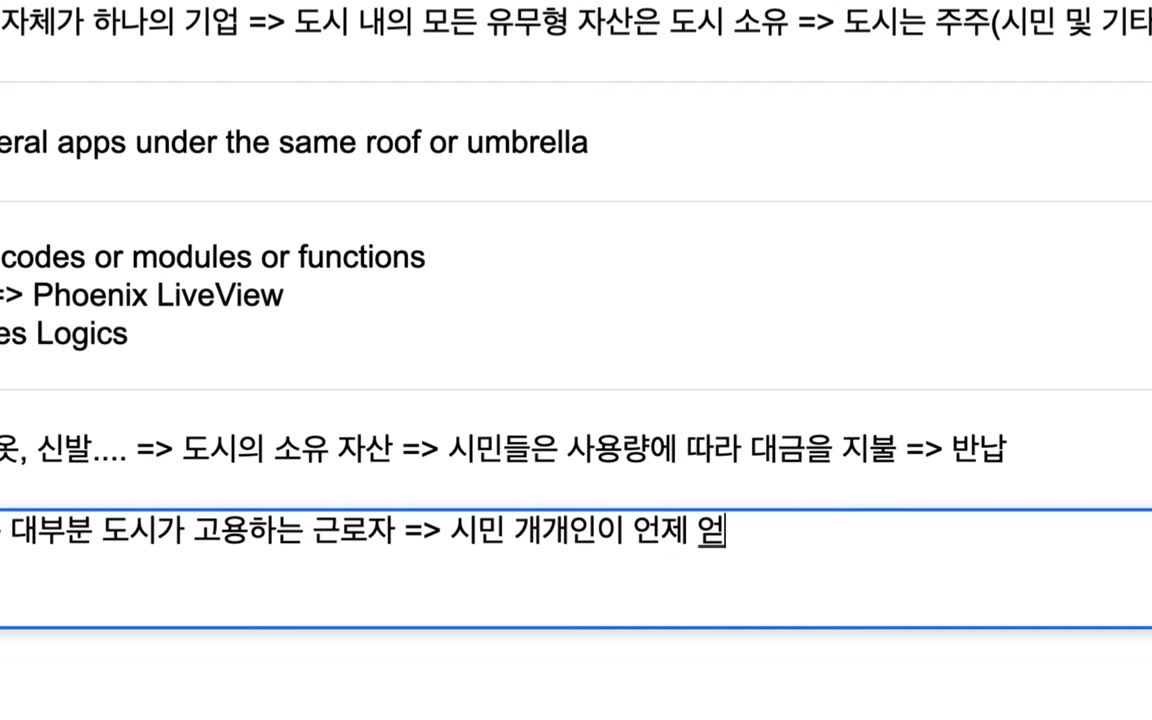 자체가 하나의 기업 => 도시 내의 모든 유무형 자산은 도시 소유 => 도시는 주주(시민 및 기타
eral apps under the same roof or umbrella
codes or modules or functions
=> Phoenix LiveView
es Logics
옷, 신발.... => 도시의 소유 자산 => 시민들은 사용량에 따라 대금을 지불 => 반납
대부분 도시가 고용하는 근로자 => 시민 개개인이 언제 얻